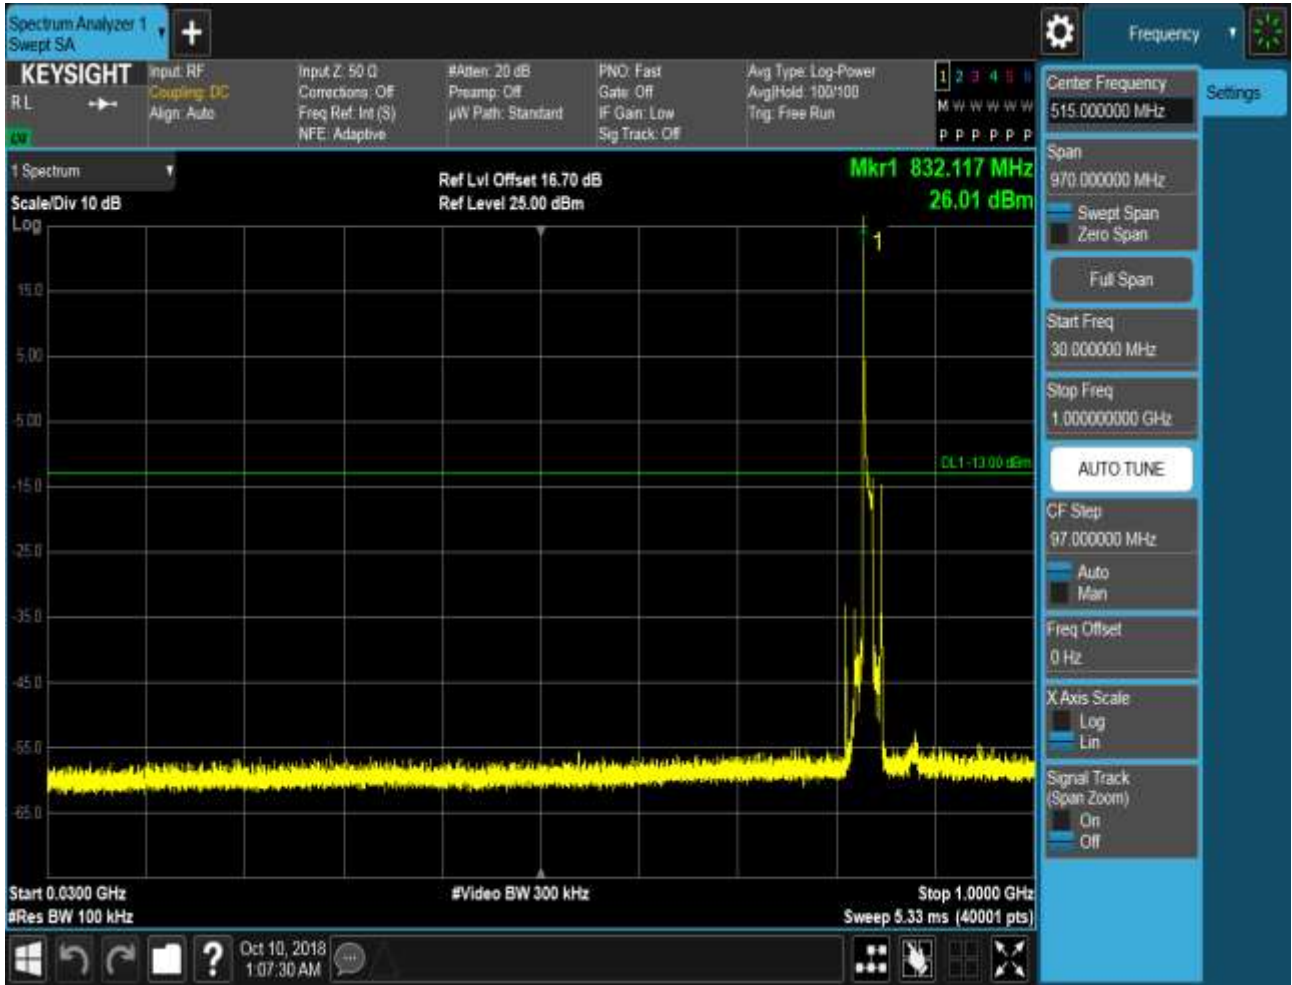 Spectrum Analyzer 1
Swept SA
+
Frequency
KEYSIGHT
R L
LW
Input: RF
Coupling: DC
Align: Auto
Input Z: 50 Ω
Corrections: Off
Freq Ref: Int (S)
NFE: Adaptive
#Atten: 20 dB
Preamp: Off
µW Path: Standard
PNO: Fast
Gate: Off
IF Gain: Low
Sig Track: Off
Avg Type: Log-Power
Avg|Hold: 100/100
Trig: Free Run
1 2 3 4 5 6
M W W W W W
P P P P P P
Center Frequency
515.000000 MHz
Settings
1 Spectrum
Scale/Div 10 dB
Log
Ref Lvl Offset 16.70 dB
Ref Level 25.00 dBm
Mkr1 832.117 MHz
26.01 dBm
Span
970.000000 MHz
Swept Span
Zero Span
Full Span
Start Freq
30.000000 MHz
Stop Freq
1.000000000 GHz
AUTO TUNE
CF Step
97.000000 MHz
Auto
Man
Freq Offset
0 Hz
X Axis Scale
Log
Lin
Signal Track
(Span Zoom)
On
Off
1
15.0
5.00
-5.00
DL1 -13.00 dBm
-15.0
-25.0
-35.0
-45.0
-55.0
-65.0
Start 0.0300 GHz
#Res BW 100 kHz
#Video BW 300 kHz
Stop 1.0000 GHz
Sweep 5.33 ms (40001 pts)
?
Oct 10, 2018
1:07:30 AM